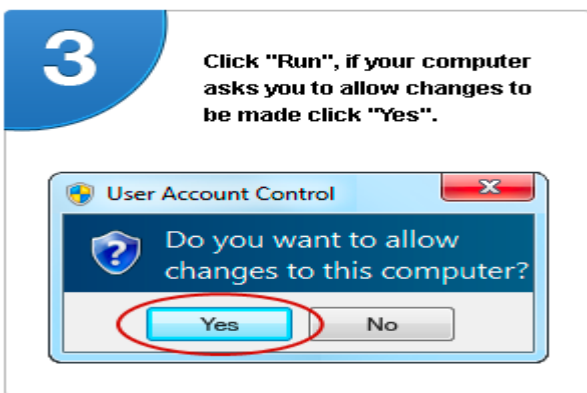 3
Click "Run", if your computer
asks you to allow changes to
be made click "Yes".
User Account Control
Do you want to allow
changes to this computer?
Yes No